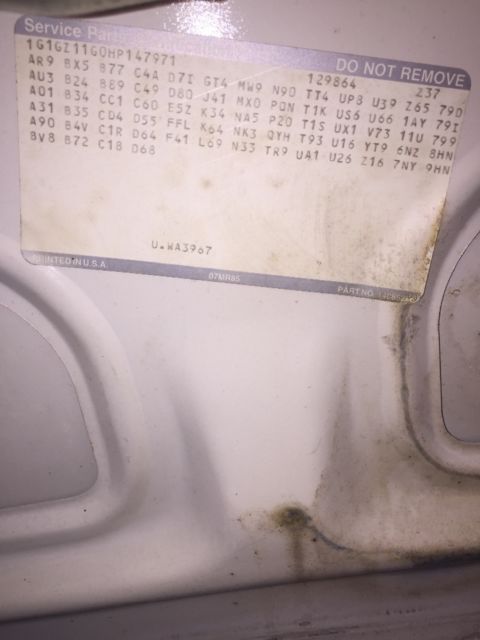 Service Parts
DO NOT REMOVE
1G1GZ11G0HP147971 129864 Z37
AR9 BX5 B77 C4A D7I GT4 MW9 N90 TT4 UP8 U39 Z65 79D
AU3 B24 B89 C49 D80 J41 MX0 PDN T1K US6 U66 1AY 79I
A01 B34 CC1 C60 E5Z K34 NA5 P20 T1S UX1 V73 11U 799
A31 B35 CD4 D55 FFL K64 NK3 QYH T93 U16 YT9 6NZ 8HN
A90 B4V C1R D64 F41 L69 N33 TR9 UA1 U26 Z16 7NY 9HN
BV8 B72 C18 D68
U.WA3967
PRINTED IN U.S.A.
07MR85
PART NO.